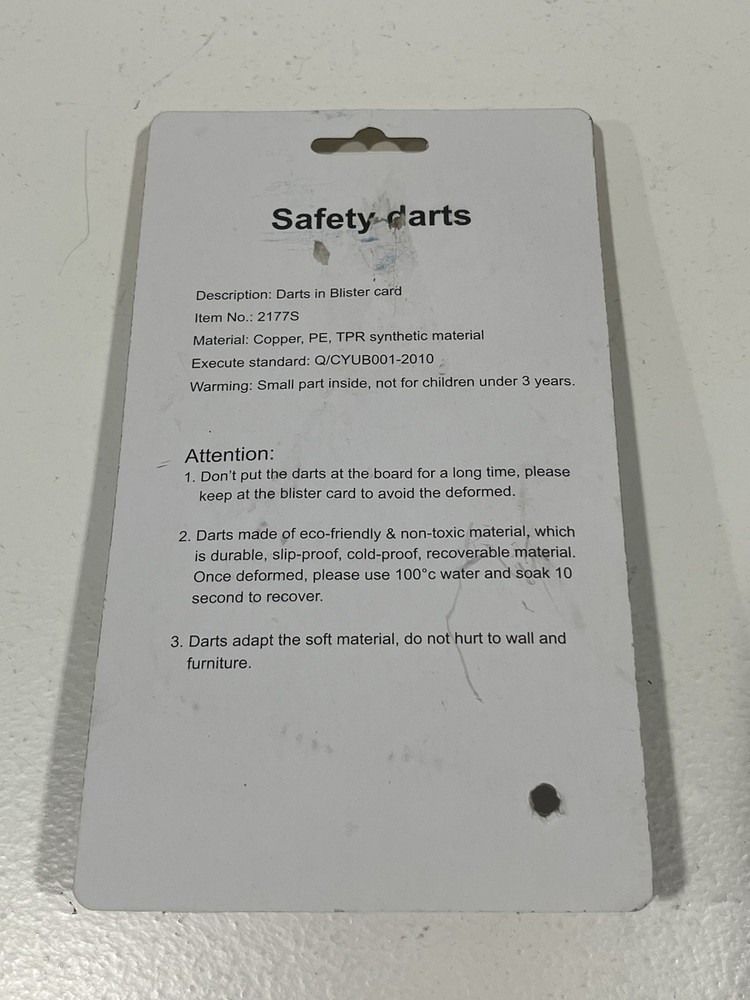 Safety darts
Description: Darts in Blister card
Item No.: 2177S
Material: Copper, PE, TPR synthetic material
Execute standard: Q/CYUB001-2010
Warming: Small part inside, not for children under 3 years.
Attention:
1. Don't put the darts at the board for a long time, please
keep at the blister card to avoid the deformed.
2. Darts made of eco-friendly & non-toxic material, which
is durable, slip-proof, cold-proof, recoverable material.
Once deformed, please use 100°c water and soak 10
second to recover.
3. Darts adapt the soft material, do not hurt to wall and
furniture.